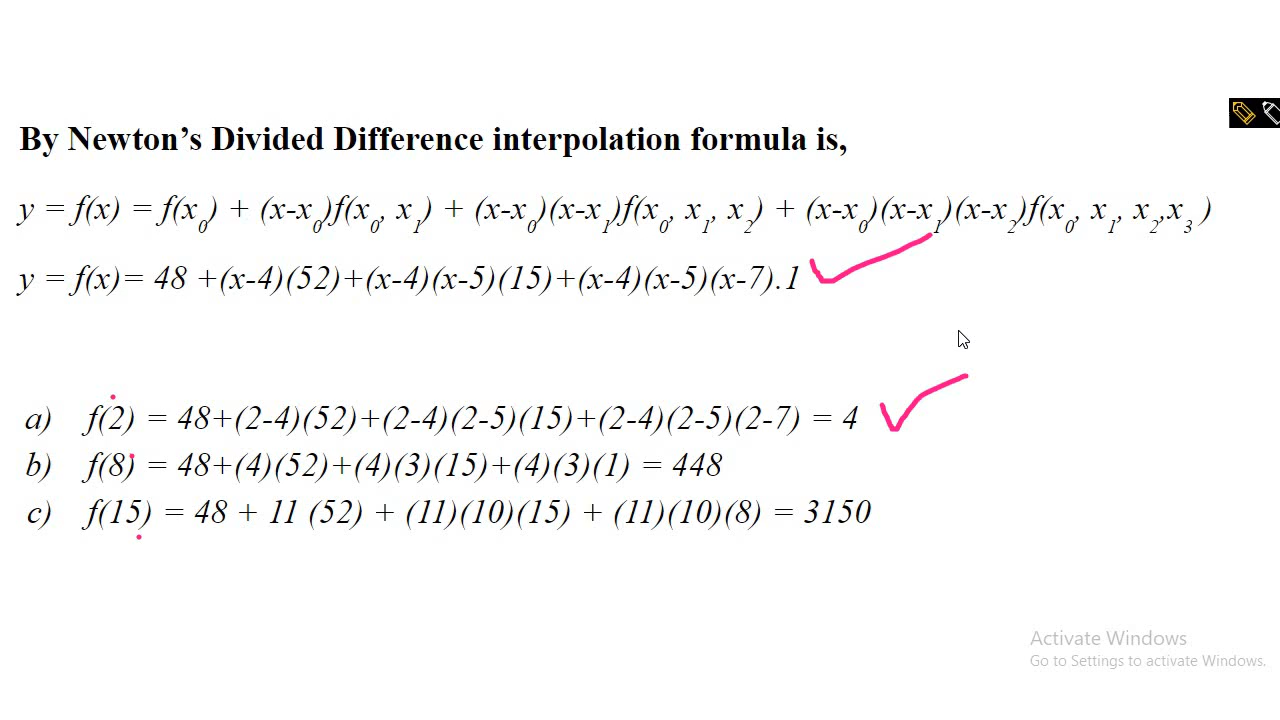 By Newton’s Divided Difference interpolation formula is,
y = f(x) = f(x₀) + (x-x₀)f(x₀, x₁) + (x-x₀)(x-x₁)f(x₀, x₁, x₂) + (x-x₀)(x-x₁)(x-x₂)f(x₀, x₁, x₂,x₃ )
y = f(x)= 48 +(x-4)(52)+(x-4)(x-5)(15)+(x-4)(x-5)(x-7).1
a) f(2) = 48+(2-4)(52)+(2-4)(2-5)(15)+(2-4)(2-5)(2-7) = 4
b) f(8) = 48+(4)(52)+(4)(3)(15)+(4)(3)(1) = 448
c) f(15) = 48 + 11 (52) + (11)(10)(15) + (11)(10)(8) = 3150
Activate Windows
Go to Settings to activate Windows.